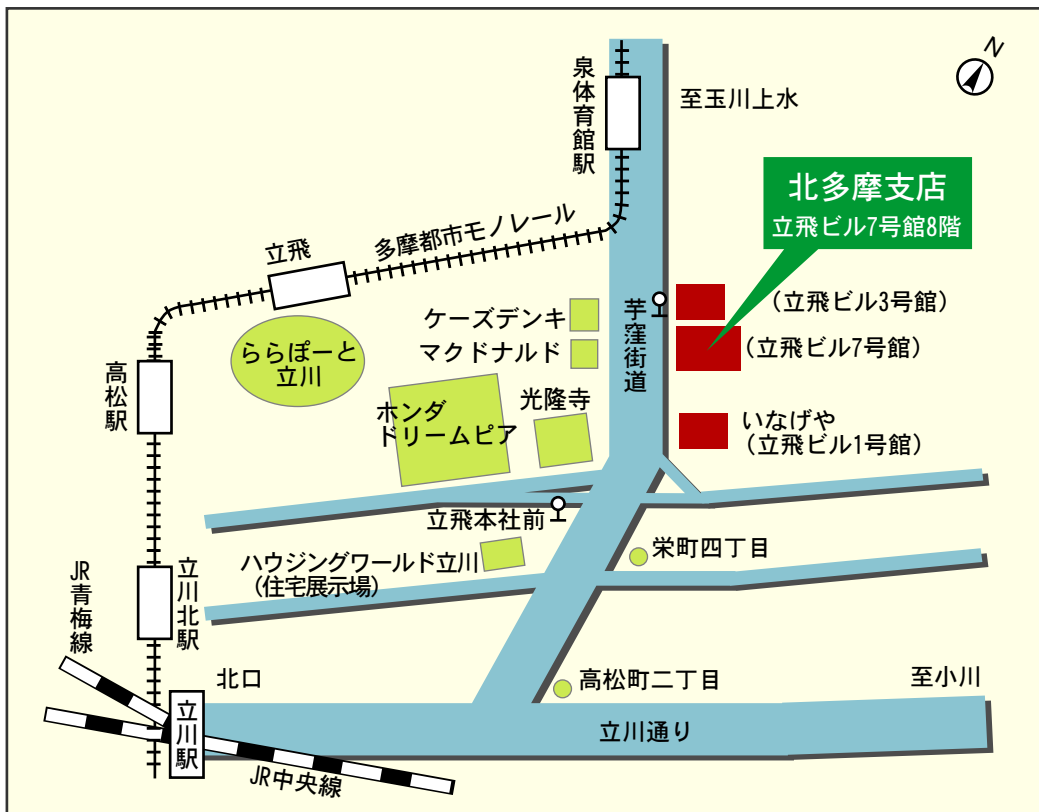 N
泉体育館駅
至玉川上水
北多摩支店
立飛ビル7号館8階
多摩都市モノレール
立飛
芋窪街道
(立飛ビル3号館)
ケーズデンキ
(立飛ビル7号館)
マクドナルド
ららぽーと
立川
高松駅
光隆寺
ホンダ
ドリームピア
いなげや
(立飛ビル1号館)
立飛本社前
栄町四丁目
ハウジングワールド立川
(住宅展示場)
JR青梅線
立川北駅
北口
高松町二丁目
至小川
立川駅
立川通り
JR中央線